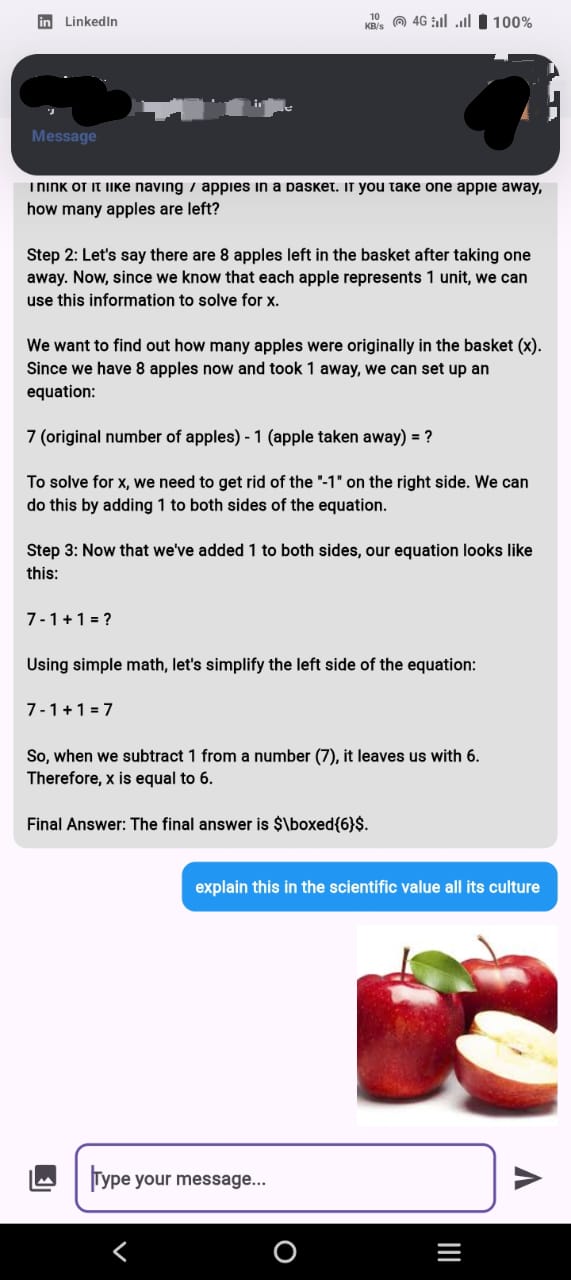 LinkedIn
10
KB/s
4G
100%
Message
Think of it like having 7 apples in a basket. If you take one apple away,
how many apples are left?
Step 2: Let's say there are 8 apples left in the basket after taking one
away. Now, since we know that each apple represents 1 unit, we can
use this information to solve for x.
We want to find out how many apples were originally in the basket (x).
Since we have 8 apples now and took 1 away, we can set up an
equation:
7 (original number of apples) - 1 (apple taken away) = ?
To solve for x, we need to get rid of the "-1" on the right side. We can
do this by adding 1 to both sides of the equation.
Step 3: Now that we've added 1 to both sides, our equation looks like
this:
7 - 1 + 1 = ?
Using simple math, let's simplify the left side of the equation:
7 - 1 + 1 = 7
So, when we subtract 1 from a number (7), it leaves us with 6.
Therefore, x is equal to 6.
Final Answer: The final answer is $\boxed{6}$.
explain this in the scientific value all its culture
Type your message...